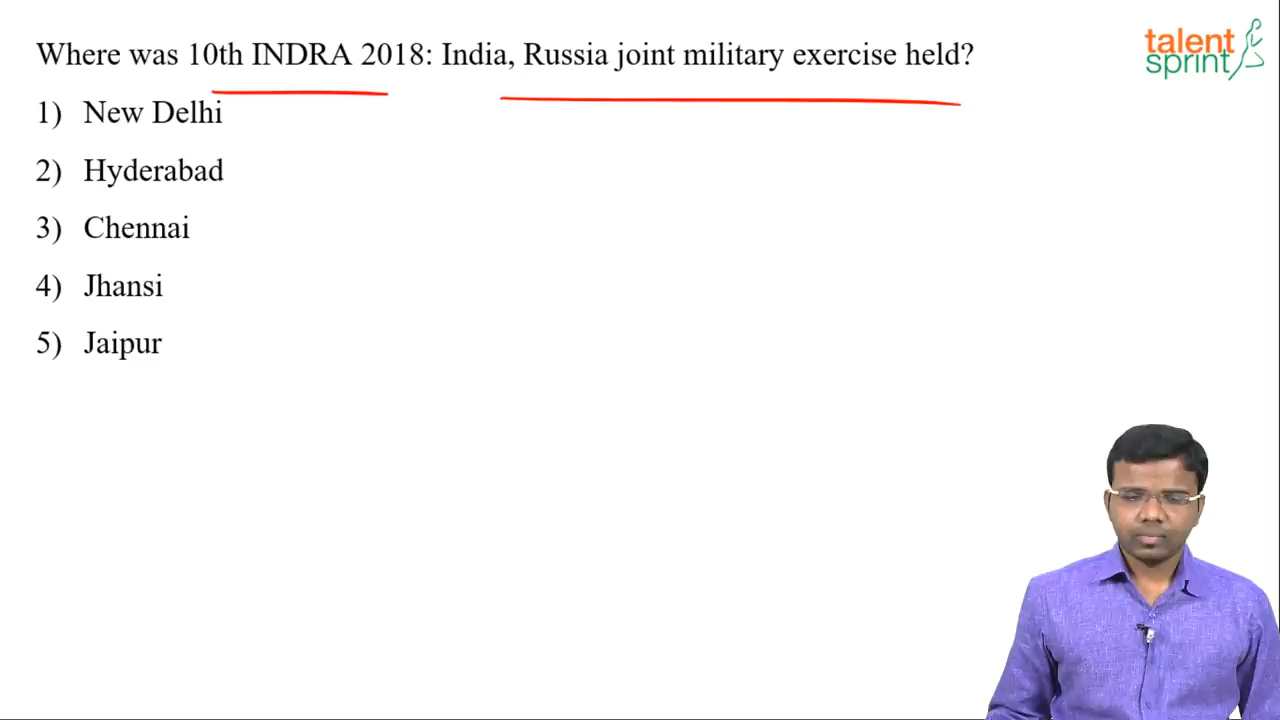 Where was 10th INDRA 2018: India, Russia joint military exercise held?
talent
sprint
1) New Delhi
2) Hyderabad
3) Chennai
4) Jhansi
5) Jaipur